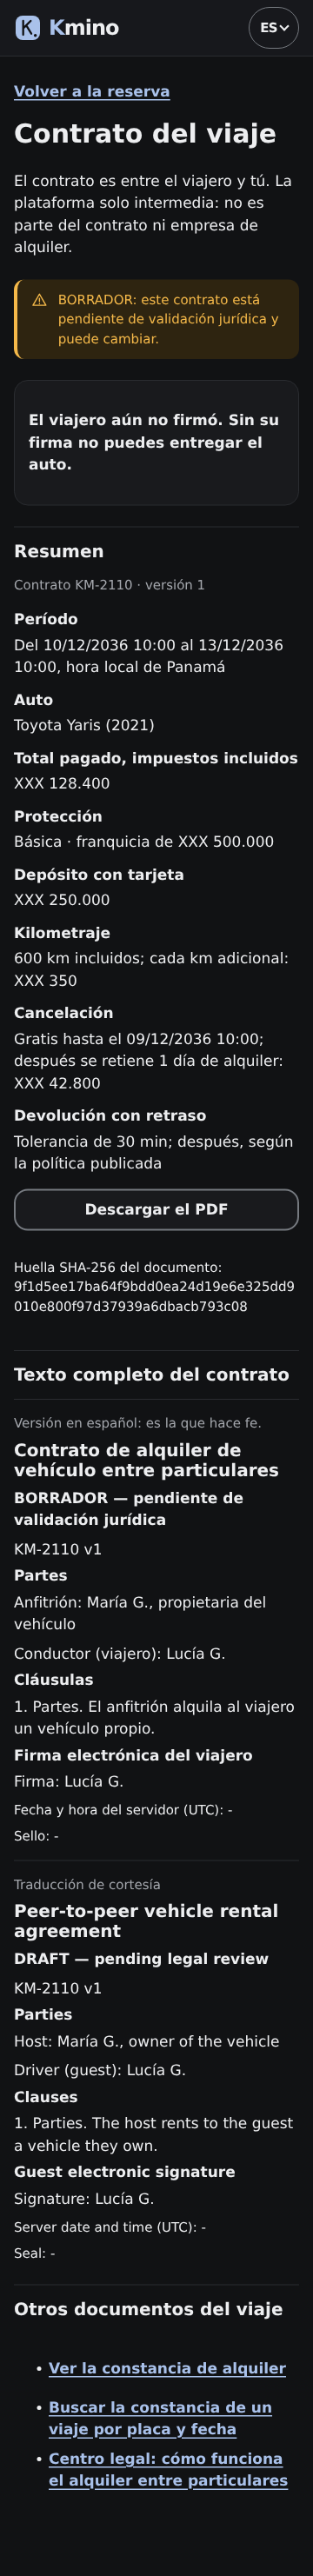 Kmino
ES
Volver a la reserva
Contrato del viaje
El contrato es entre el viajero y tú. La
plataforma solo intermedia: no es
parte del contrato ni empresa de
alquiler.
BORRADOR: este contrato está
pendiente de validación jurídica y
puede cambiar.
El viajero aún no firmó. Sin su
firma no puedes entregar el
auto.
Resumen
Contrato KM-2110 · versión 1
Período
Del 10/12/2036 10:00 al 13/12/2036
10:00, hora local de Panamá
Auto
Toyota Yaris (2021)
Total pagado, impuestos incluidos
XXX 128.400
Protección
Básica · franquicia de XXX 500.000
Depósito con tarjeta
XXX 250.000
Kilometraje
600 km incluidos; cada km adicional:
XXX 350
Cancelación
Gratis hasta el 09/12/2036 10:00;
después se retiene 1 día de alquiler:
XXX 42.800
Devolución con retraso
Tolerancia de 30 min; después, según
la política publicada
Descargar el PDF
Huella SHA-256 del documento:
9f1d5ee17ba64f9bdd0ea24d19e6e325dd9
010e800f97d37939a6dbacb793c08
Texto completo del contrato
Versión en español: es la que hace fe.
Contrato de alquiler de
vehículo entre particulares
BORRADOR — pendiente de
validación jurídica
KM-2110 v1
Partes
Anfitrión: María G., propietaria del
vehículo
Conductor (viajero): Lucía G.
Cláusulas
1. Partes. El anfitrión alquila al viajero
un vehículo propio.
Firma electrónica del viajero
Firma: Lucía G.
Fecha y hora del servidor (UTC): -
Sello: -
Traducción de cortesía
Peer-to-peer vehicle rental
agreement
DRAFT — pending legal review
KM-2110 v1
Parties
Host: María G., owner of the vehicle
Driver (guest): Lucía G.
Clauses
1. Parties. The host rents to the guest
a vehicle they own.
Guest electronic signature
Signature: Lucía G.
Server date and time (UTC): -
Seal: -
Otros documentos del viaje
• Ver la constancia de alquiler
• Buscar la constancia de un
viaje por placa y fecha
• Centro legal: cómo funciona
el alquiler entre particulares